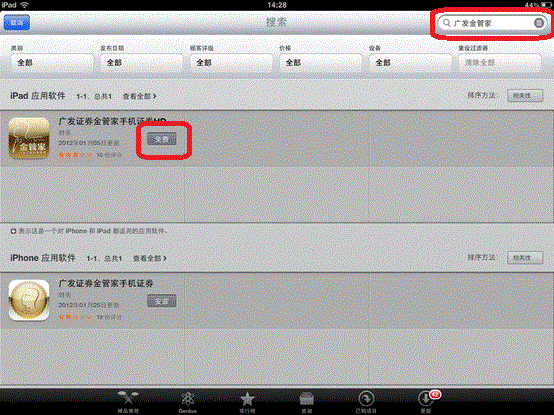 iPad
14:28
44%
取消
搜索
广发金管家
类别
发布日期
顾客评级
价格
设备
重设过滤器
全部
全部
全部
全部
全部
清除全部
iPad 应用软件 1-1，总共1 查看全部 >
排序方法：
相关性
广发证券金管家手机证券HD
财务
2012年01月05日更新
19 份评分
免费
金管家
表示这是一个对 iPhone 和 iPad 都适用的应用软件。
iPhone 应用软件 1-1，总共1 查看全部 >
排序方法：
相关性
广发证券金管家手机证券
财务
2012年01月25日更新
19 份评分
安装
精品推荐
Genius
排行榜
类别
已购项目
更新